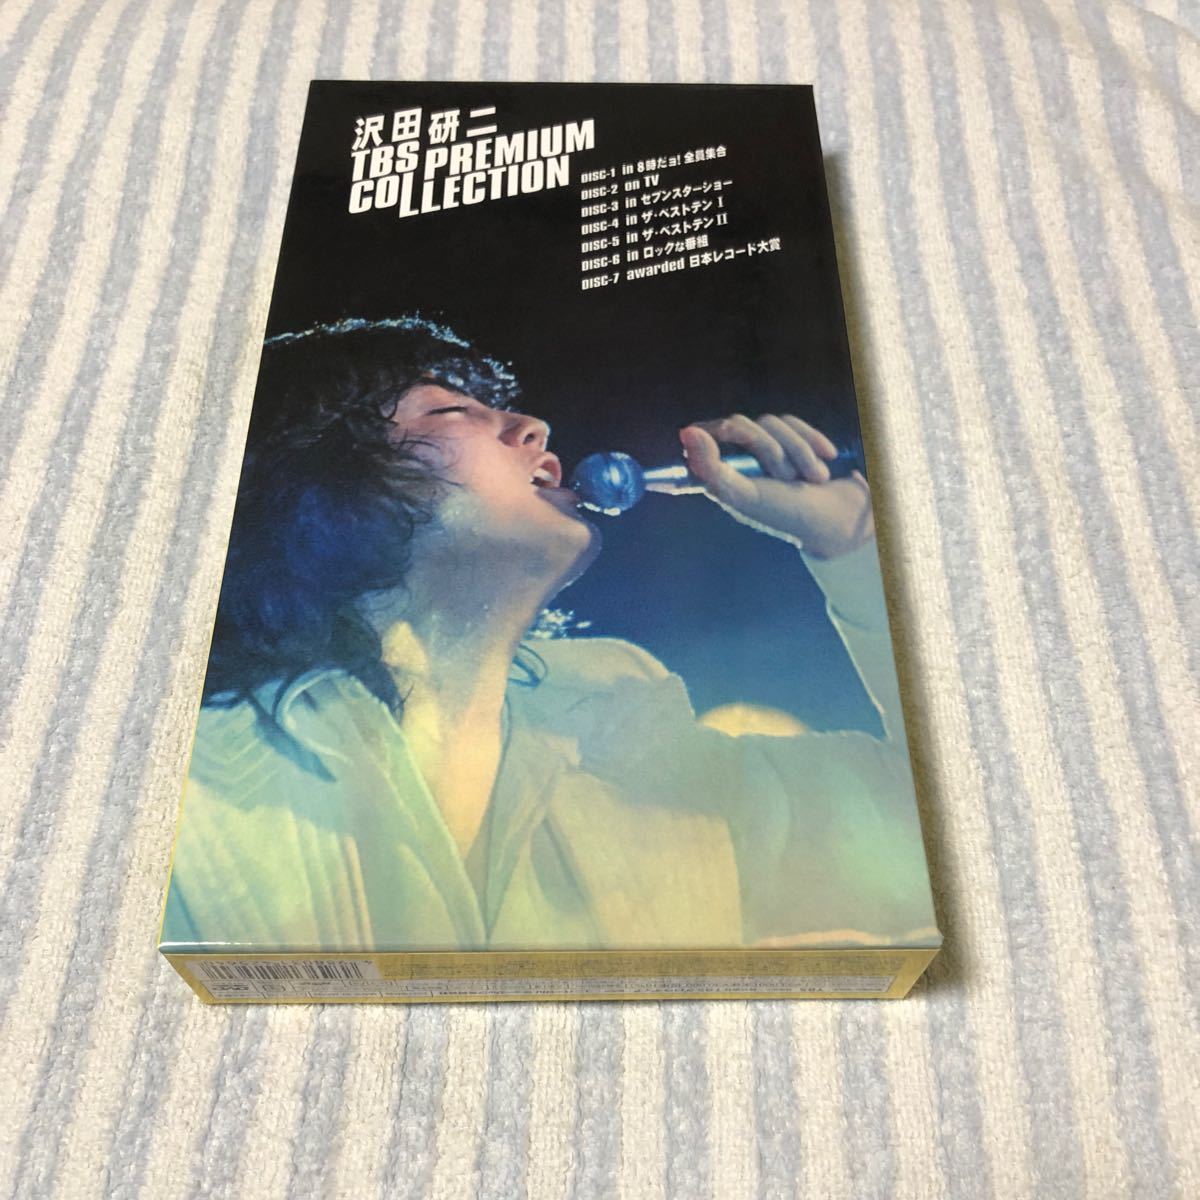 沢田研二
TBS PREMIUM
COLLECTION
DISC-1 in 8時だョ!全員集合
DISC-2 on TV
DISC-3 in セブンスターショー
DISC-4 in ザ・ベストテン I
DISC-5 in ザ・ベストテン II
DISC-6 in ロックな番組
DISC-7 awarded 日本レコード大賞